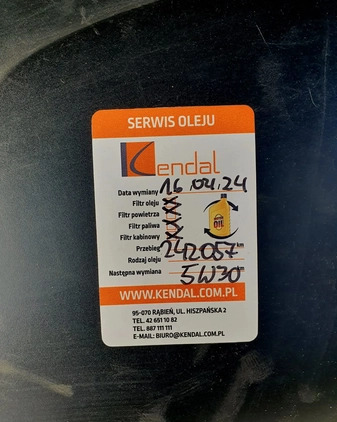 SERWIS OLEJU
Kendal
Data wymiany 16.04.24
Filtr oleju X
Filtr powietrza X
Filtr paliwa X
Filtr kabinowy X
OIL
Przebieg 242057 km
Rodzaj oleju 5W30
Następna wymiana
WWW.KENDAL.COM.PL
95-070 RĄBIEŃ, UL. HISZPAŃSKA 2
TEL. 42 651 10 82
TEL. 887 111 111
E-MAIL: BIURO@KENDAL.COM.PL